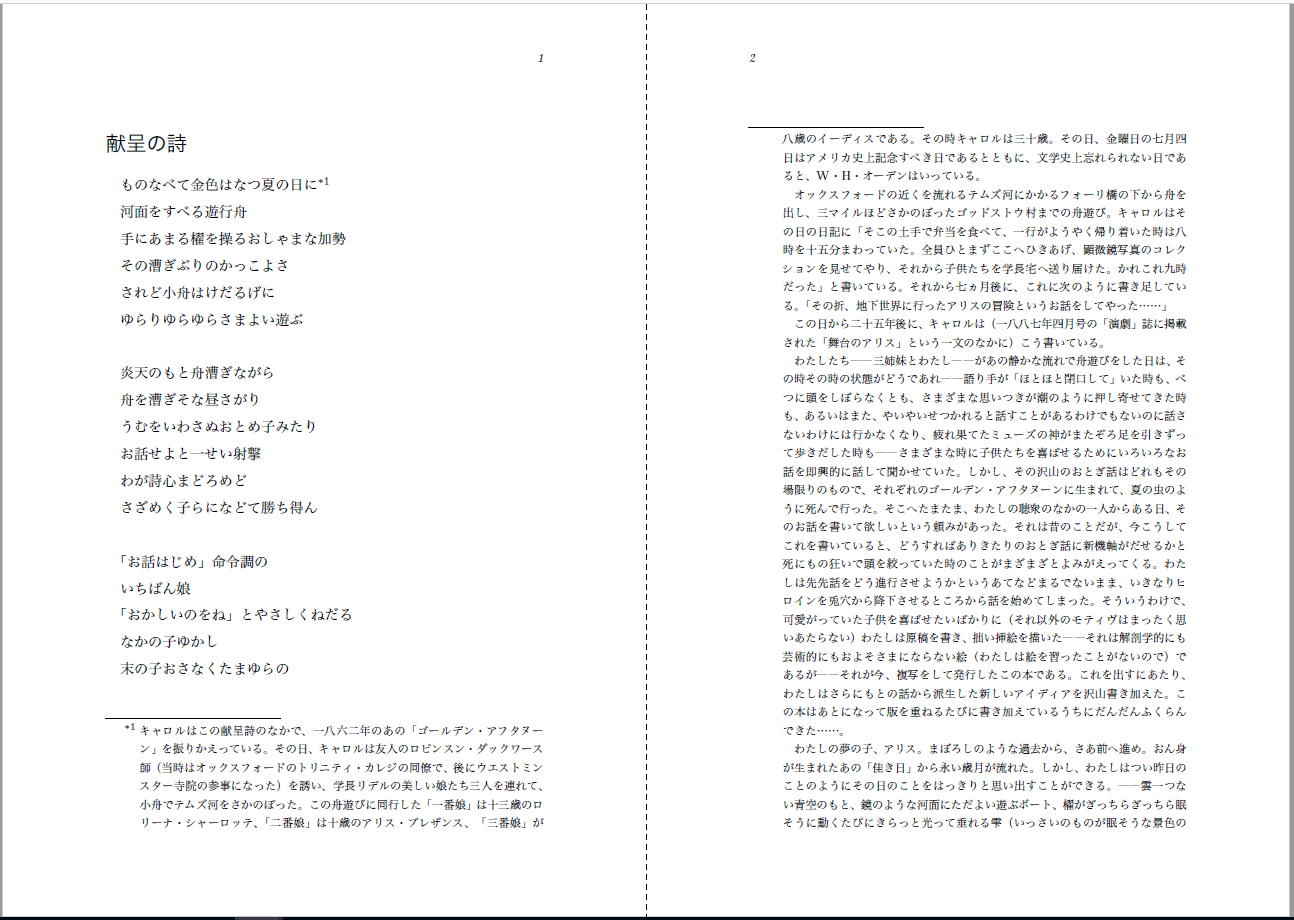 1
献呈の詩
ものなべて金色はなつ夏の日に*1
河面をすべる遊行舟
手にあまる櫂を操るおしゃまな加勢
その漕ぎぶりのかっこよさ
されど小舟はけだるげに
ゆらりゆらゆらさまよい遊ぶ
炎天のもと舟漕ぎながら
舟を漕ぎそな昼さがり
うむをいわさぬおとめ子みたり
お話せよと一せい射撃
わが詩心まどろめど
さざめく子らになどて勝ち得ん
「お話はじめ」命令調の
いちばん娘
「おかしいのをね」とやさしくねだる
なかの子ゆかし
末の子おさなくたまゆらの
*1 キャロルはこの献呈詩のなかで、一八六二年のあの「ゴールデン・アフタヌー
ン」を振りかえっている。その日、キャロルは友人のロビンスン・ダックワース
師（当時はオックスフォードのトリニティ・カレジの同僚で、後にウエストミン
スター寺院の参事になった）を誘い、学長リデルの美しい娘たち三人を連れて、
小舟でテムズ河をさかのぼった。この舟遊びに同行した「一番娘」は十三歳のロ
リーナ・シャーロッテ、「二番娘」は十歳のアリス・プレザンス、「三番娘」が
2
八歳のイーディスである。その時キャロルは三十歳。その日、金曜日の七月四
日はアメリカ史上記念すべき日であるとともに、文学史上忘れられない日であ
ると、W・H・オーデンはいっている。
オックスフォードの近くを流れるテムズ河にかかるフォーリ橋の下から舟を
出し、三マイルほどさかのぼったゴッドストウ村までの舟遊び。キャロルはそ
の日の日記に「そこの土手で弁当を食べて、一行がようやく帰り着いた時は八
時を十五分まわっていた。全員ひとまずここへひきあげ、顕微鏡写真のコレク
ションを見せてやり、それから子供たちを学長宅へ送り届けた。かれこれ九時
だった」と書いている。それから七ヵ月後に、これに次のように書き足してい
る。「その折、地下世界に行ったアリスの冒険というお話をしてやった……」
この日から二十五年後に、キャロルは（一八八七年四月号の「演劇」誌に掲載
された「舞台のアリス」という一文のなかに）こう書いている。
わたしたち――三姉妹とわたし――があの静かな流れで舟遊びをした日は、そ
の時その時の状態がどうであれ――語り手が「ほとほと閉口して」いた時も、べ
つに頭をしぼらなくとも、さまざまな思いつきが潮のように押し寄せてきた時
も、あるいはまた、やいやいせつかれると話すことがあるわけでもないのに話さ
ないわけには行かなくなり、疲れ果てたミューズの神がまたぞろ足を引きずっ
て歩きだした時も――さまざまな時に子供たちを喜ばせるためにいろいろなお
話を即興的に話して聞かせていた。しかし、その沢山のおとぎ話はどれもその
場限りのもので、それぞれのゴールデン・アフタヌーンに生まれて、夏の虫のよ
うに死んで行った。そこへたまたま、わたしの聴衆のなかの一人からある日、そ
のお話を書いて欲しいという頼みがあった。それは昔のことだが、今こうして
これを書いていると、どうすればありきたりのおとぎ話に新機軸がだせるかと
死にもの狂いで頭を絞っていた時のことがまざまざとよみがえってくる。わた
しは先先話をどう進行させようかというあてなどまるでないまま、いきなりヒ
ロインを兎穴から降下させるところから話を始めてしまった。そういうわけで、
可愛がっていた子供を喜ばせたいばかりに（それ以外のモティヴはまったく思
いあたらない）わたしは原稿を書き、拙い挿絵を描いた――それは解剖学的にも
芸術的にもおよそさまにならない絵（わたしは絵を習ったことがないので）で
あるが――それが今、複写をして発行したこの本である。これを出すにあたり、
わたしはさらにもとの話から派生した新しいアイディアを沢山書き加えた。こ
の本はあとになって版を重ねるたびに書き加えているうちにだんだんふくらん
できた……。
わたしの夢の子、アリス。まぼろしのような過去から、さあ前へ進め。おん身
が生まれたあの「佳き日」から永い歳月が流れた。しかし、わたしはつい昨日の
ことのようにその日のことをはっきりと思い出すことができる。――雲一つな
い青空のもと、鏡のような河面にただよい遊ぶボート、櫂がぎっちらぎっちら眠
そうに動くたびにきらっと光って垂れる雫（いっさいのものが眠そうな景色の